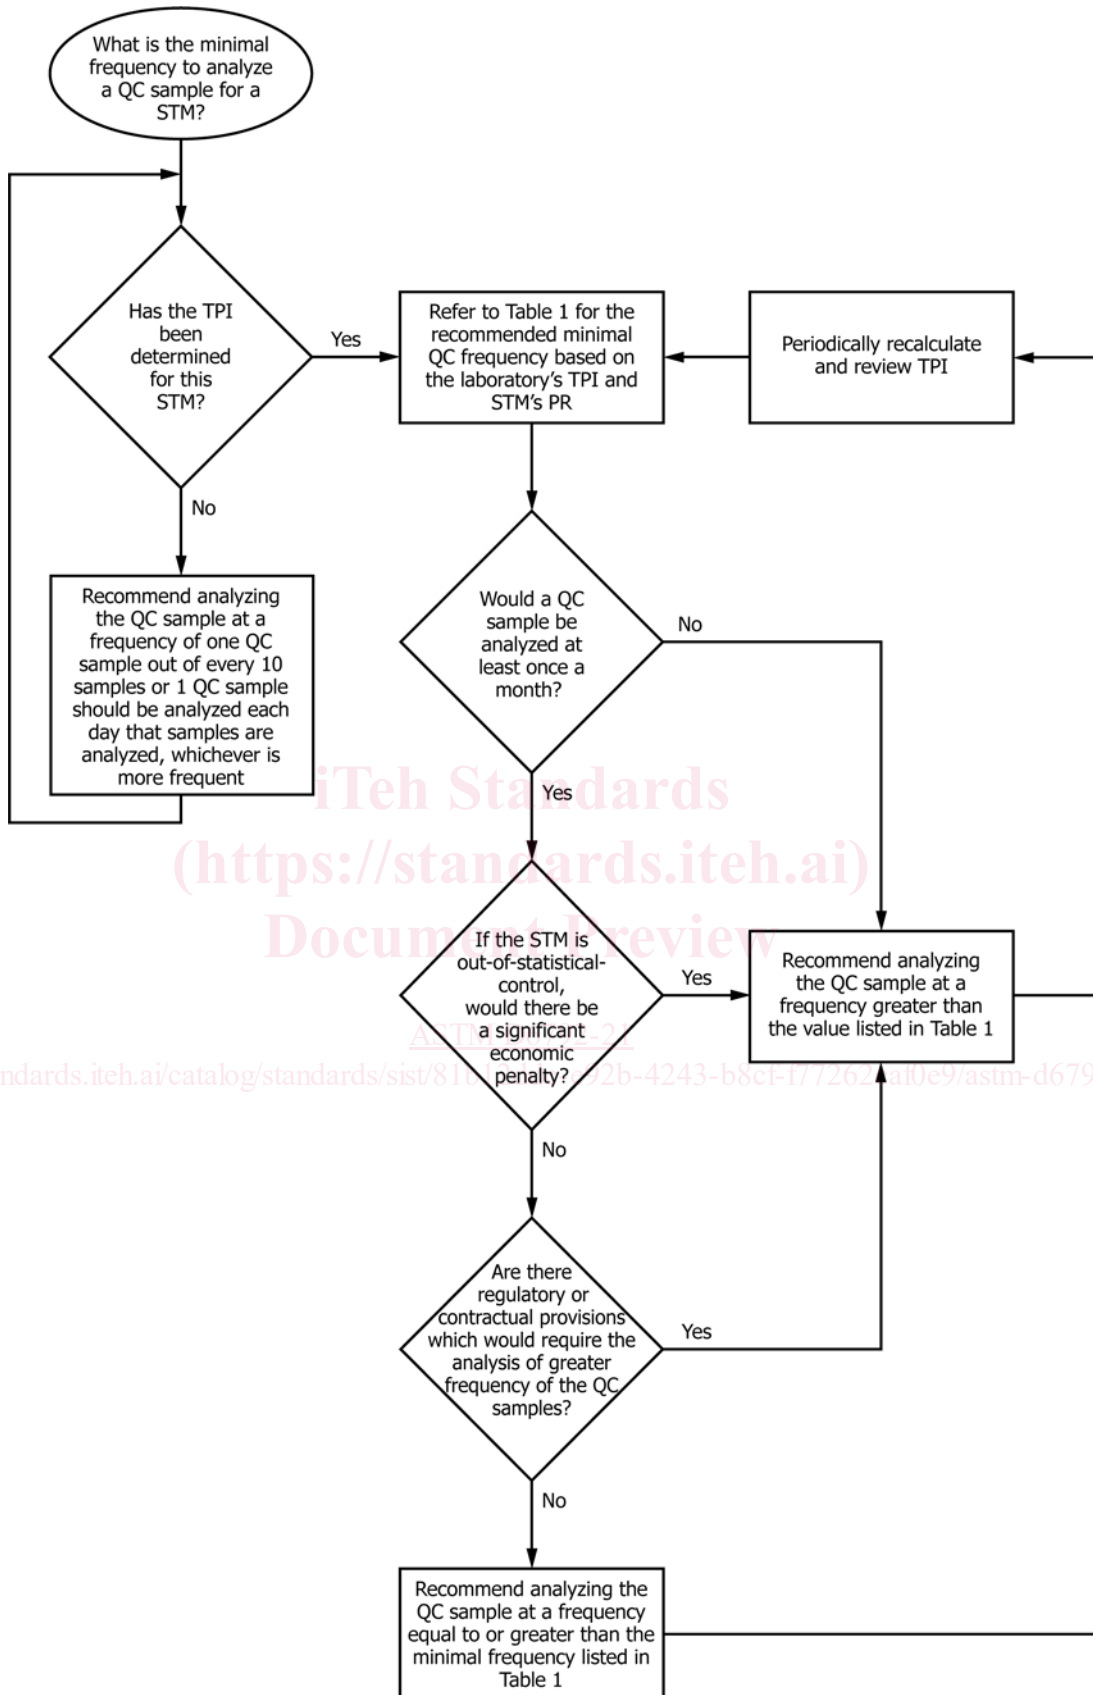 What is the minimal
frequency to analyze
a QC sample for a
STM?
Has the TPI
been
determined
for this
STM?
Yes
No
Refer to Table 1 for the
recommended minimal
QC frequency based on
the laboratory's TPI and
STM's PR
Periodically recalculate
and review TPI
Recommend analyzing
the QC sample at a
frequency of one QC
sample out of every 10
samples or 1 QC sample
should be analyzed each
day that samples are
analyzed, whichever is
more frequent
Would a QC
sample be
analyzed at
least once a
month?
No
Yes
iTeh Standards
(https://standards.iteh.ai)
Document Preview
If the STM is
out-of-statistical-
control,
would there be
a significant
economic
penalty?
Yes
No
Recommend analyzing
the QC sample at a
frequency greater than
the value listed in Table 1
ASTM
ndards.iteh.ai/catalog/standards/sist/
Are there
regulatory or
contractual provisions
which would require the
analysis of greater
frequency of the QC
samples?
Yes
No
Recommend analyzing the
QC sample at a frequency
equal to or greater than the
minimal frequency listed in
Table 1